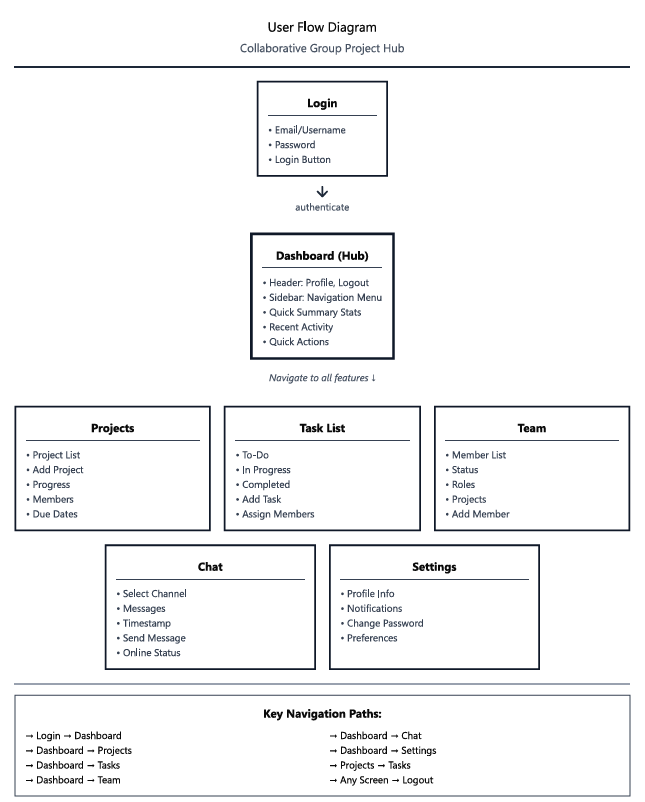 User Flow Diagram
Collaborative Group Project Hub
Login
• Email/Username
• Password
• Login Button
↓
authenticate
Dashboard (Hub)
• Header: Profile, Logout
• Sidebar: Navigation Menu
• Quick Summary Stats
• Recent Activity
• Quick Actions
Navigate to all features ↓
Projects
• Project List
• Add Project
• Progress
• Members
• Due Dates
Task List
• To-Do
• In Progress
• Completed
• Add Task
• Assign Members
Team
• Member List
• Status
• Roles
• Projects
• Add Member
Chat
• Select Channel
• Messages
• Timestamp
• Send Message
• Online Status
Settings
• Profile Info
• Notifications
• Change Password
• Preferences
Key Navigation Paths:
→ Login → Dashboard
→ Dashboard → Projects
→ Dashboard → Tasks
→ Dashboard → Team
→ Dashboard → Chat
→ Dashboard → Settings
→ Projects → Tasks
→ Any Screen → Logout